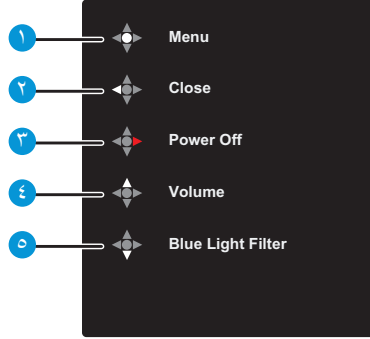 ١ Menu
٢ Close
٣ Power Off
٤ Volume
٥ Blue Light Filter